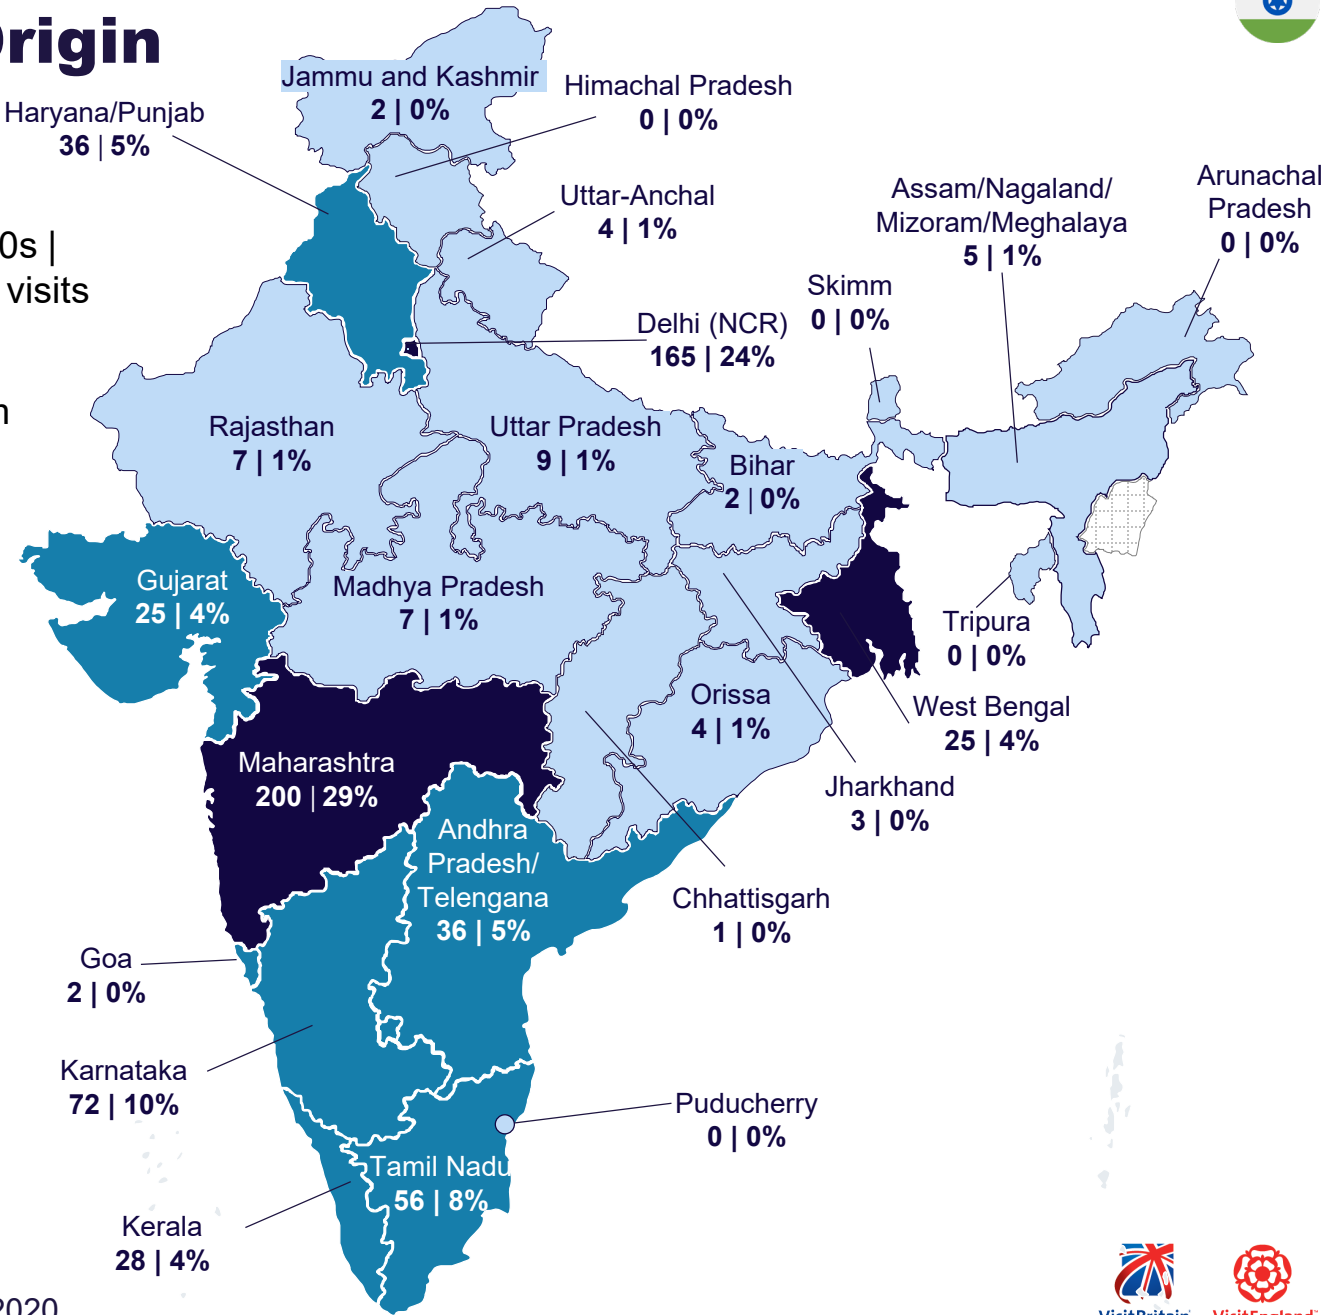 Origin
Jammu and Kashmir
2 | 0%
Himachal Pradesh
0 | 0%
Haryana/Punjab
36 | 5%
Uttar-Anchal
4 | 1%
Assam/Nagaland/
Mizoram/Meghalaya
5 | 1%
Arunachal
Pradesh
0 | 0%
0s |
visits
Skimm
0 | 0%
Delhi (NCR)
165 | 24%
Rajasthan
7 | 1%
Uttar Pradesh
9 | 1%
Bihar
2 | 0%
Gujarat
25 | 4%
Madhya Pradesh
7 | 1%
Tripura
0 | 0%
Orissa
4 | 1%
West Bengal
25 | 4%
Maharashtra
200 | 29%
Jharkhand
3 | 0%
Andhra
Pradesh/
Telengana
36 | 5%
Chhattisgarh
1 | 0%
Goa
2 | 0%
Karnataka
72 | 10%
Puducherry
0 | 0%
Tamil Nadu
56 | 8%
Kerala
28 | 4%
2020
VisitBritain
VisitEngland